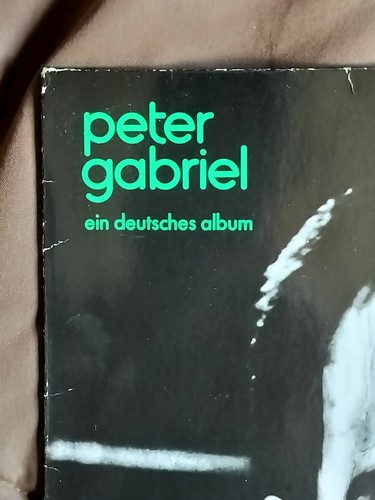 peter
gabriel
ein deutsches album